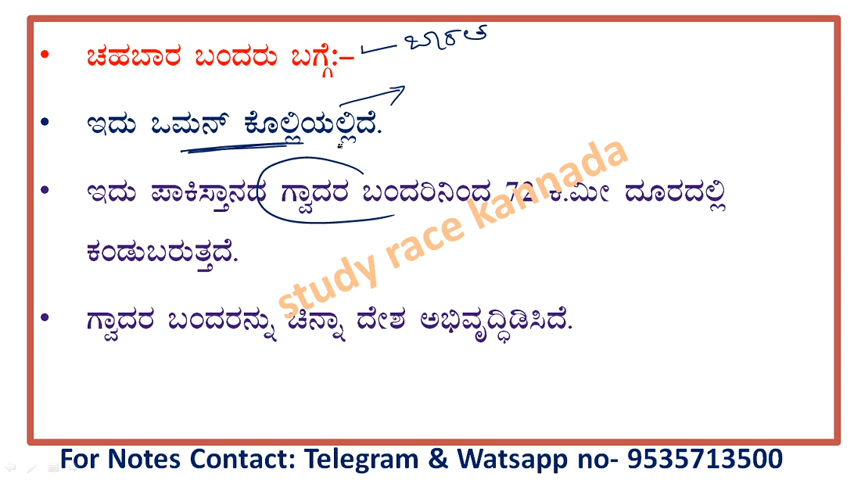 ಚಹಬಾರ ಬಂದರು ಬಗ್ಗೆ:– ಭಾರತ
ಇದು ಒಮನ್ ಕೊಲ್ಲಿಯಲ್ಲಿದೆ.
ಇದು ಪಾಕಿಸ್ತಾನದ ಗ್ವಾದರ ಬಂದರಿನಿಂದ 72 ಕ.ಮೀ ದೂರದಲ್ಲಿ
ಕಂಡುಬರುತ್ತದೆ.
study race kannada
ಗ್ವಾದರ ಬಂದರನ್ನು ಚಿನ್ನಾ ದೇಶ ಅಭಿವೃದ್ಧಿಡಿಸಿದೆ.
For Notes Contact: Telegram & Watsapp no- 9535713500